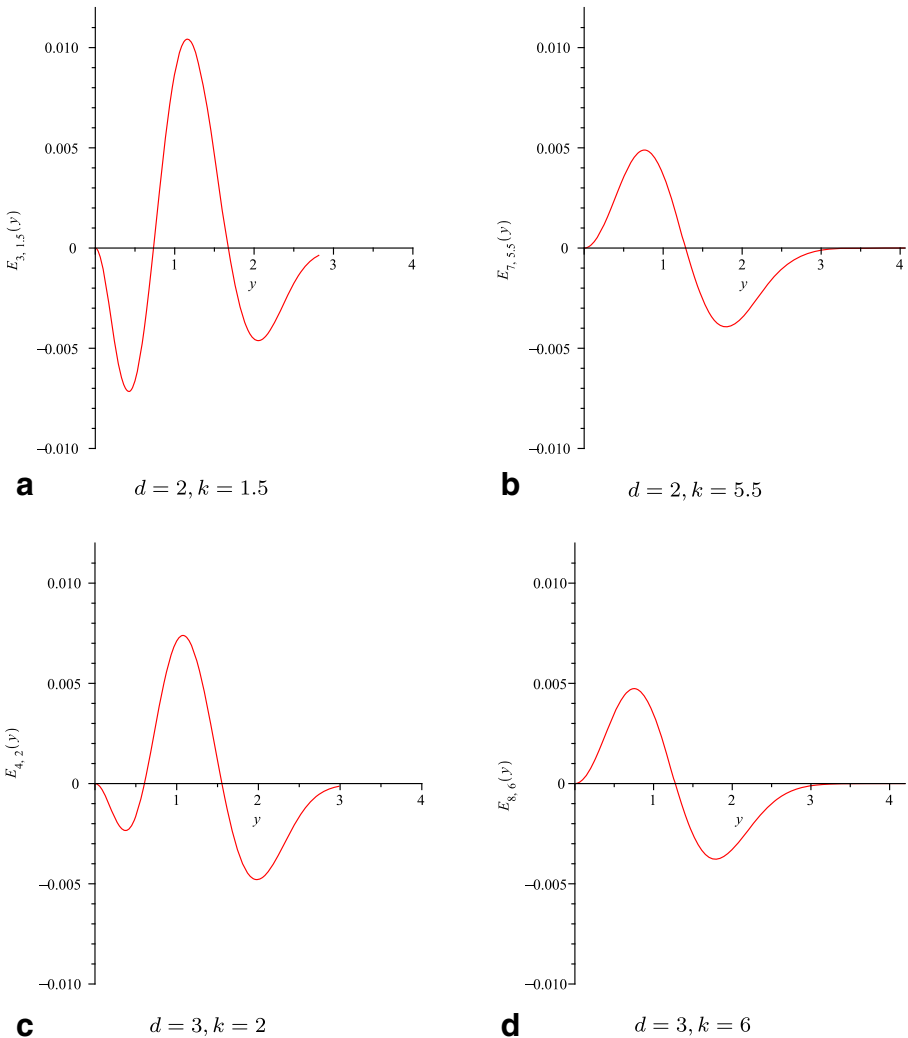 0.010
0.005
0
−0.005
−0.010
1
2
3
4
y
E3, 1.5(y)
a
d = 2, k = 1.5
0.010
0.005
0
−0.005
−0.010
1
2
3
4
y
E7, 5.5(y)
b
d = 2, k = 5.5
0.010
0.005
0
−0.005
−0.010
1
2
3
4
y
E4, 2(y)
c
d = 3, k = 2
0.010
0.005
0
−0.005
−0.010
1
2
3
4
y
E8, 6(y)
d
d = 3, k = 6